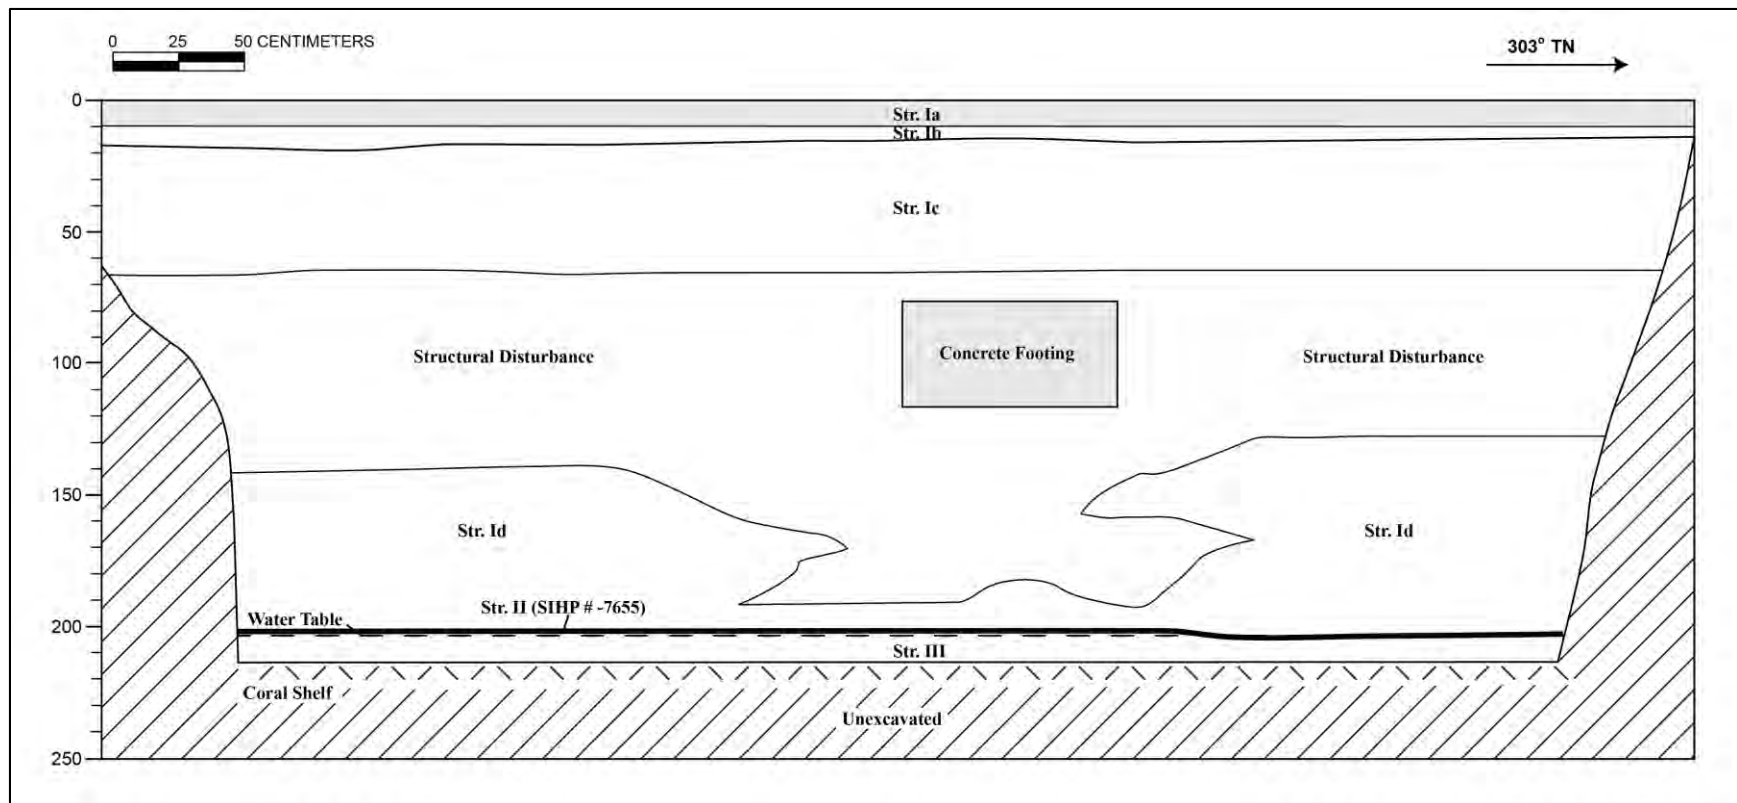 0 25 50 CENTIMETERS
303° TN
0
Str. Ia
Str. Ib
Str. Ic
50
Structural Disturbance
Concrete Footing
Structural Disturbance
100
150
Str. Id
Str. Id
Str. II (SIHP # -7655)
Water Table
200
Str. III
Coral Shelf
Unexcavated
250